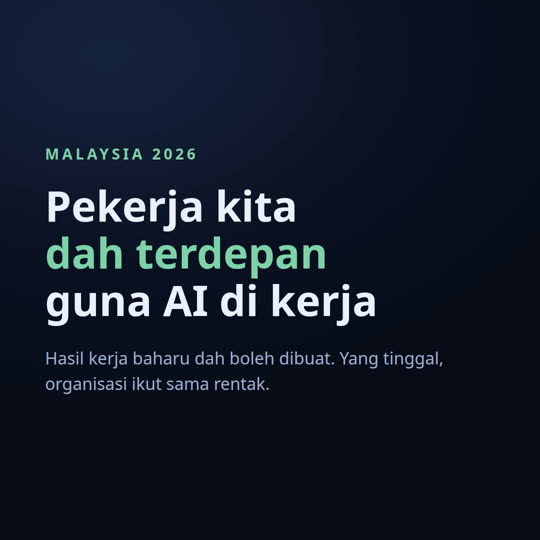 MALAYSIA 2026
Pekerja kita
dah terdepan
guna AI di kerja
Hasil kerja baharu dah boleh dibuat. Yang tinggal,
organisasi ikut sama rentak.